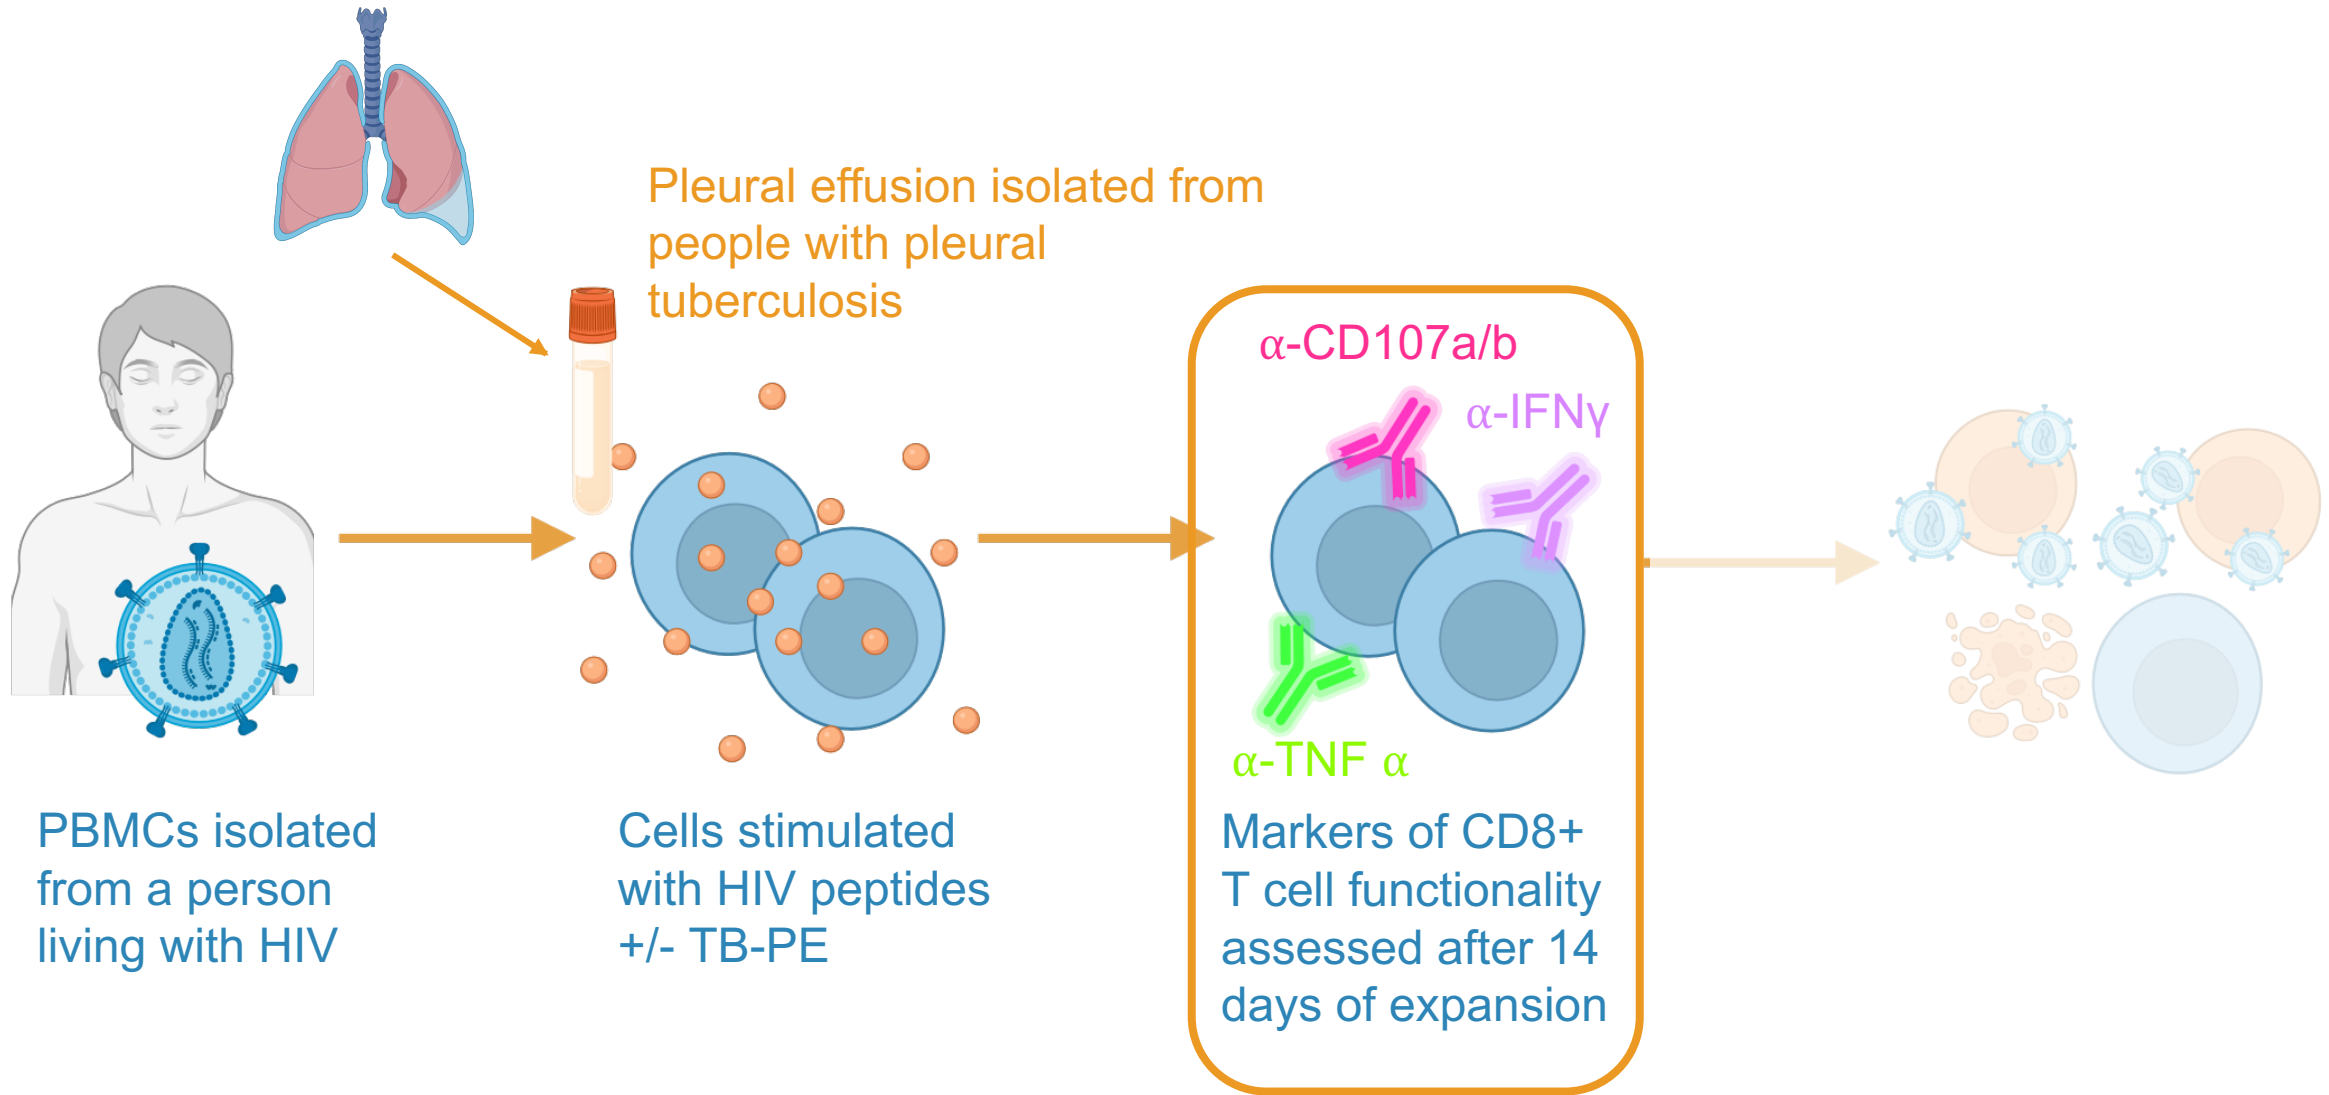 Pleural effusion isolated from
people with pleural
tuberculosis
α-CD107a/b
α-IFNγ
α-TNF α
PBMCs isolated
from a person
living with HIV
Cells stimulated
with HIV peptides
+/- TB-PE
Markers of CD8+
T cell functionality
assessed after 14
days of expansion